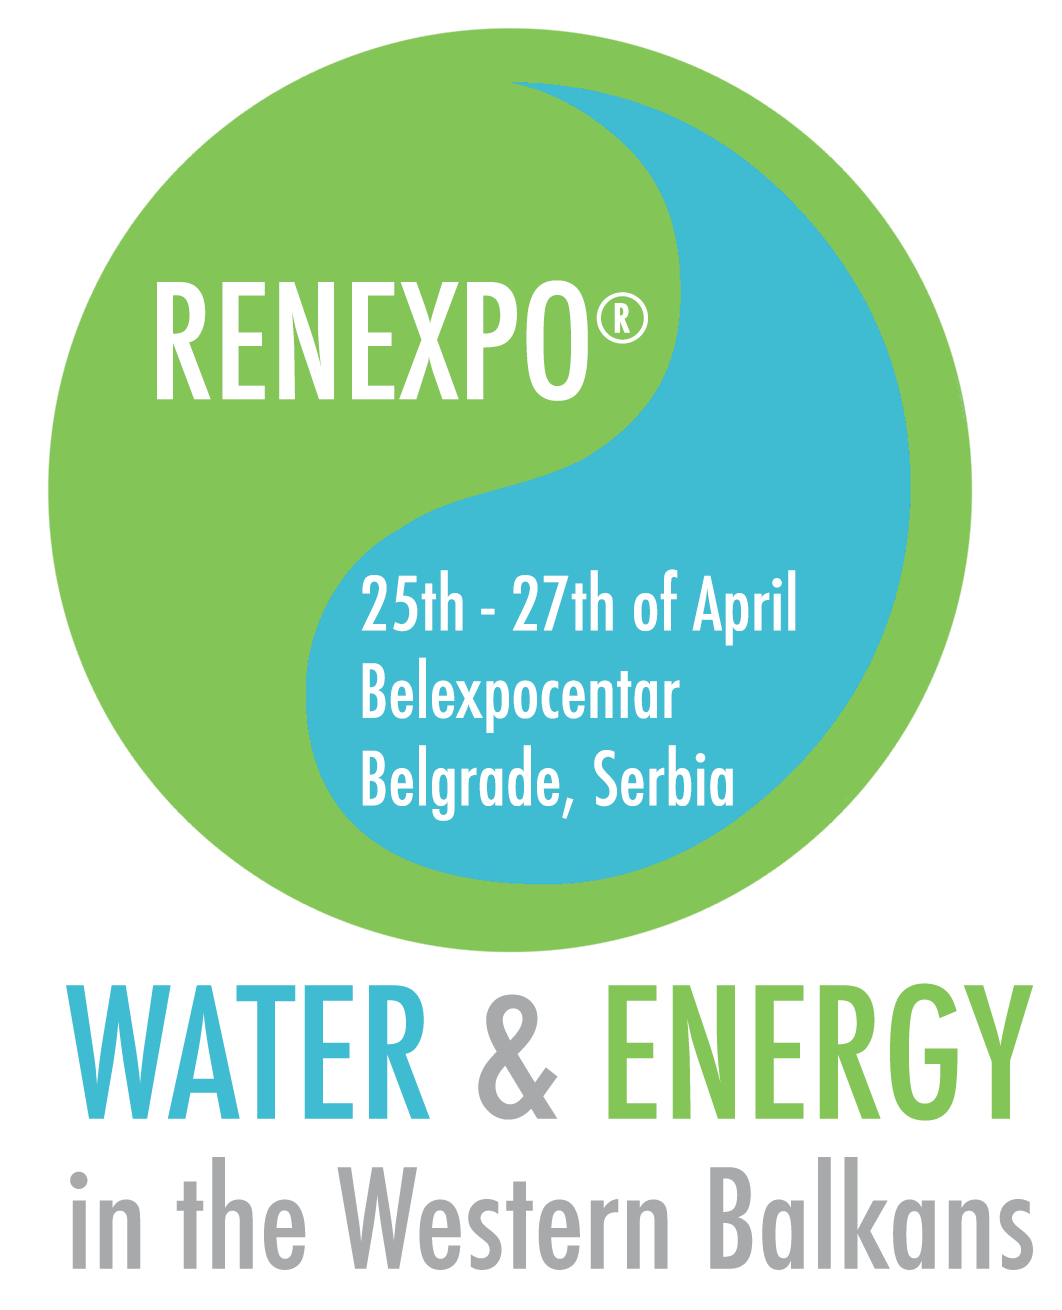 RENEXPO®
25th - 27th of April
Belexpocentar
Belgrade, Serbia
WATER & ENERGY
in the Western Balkans